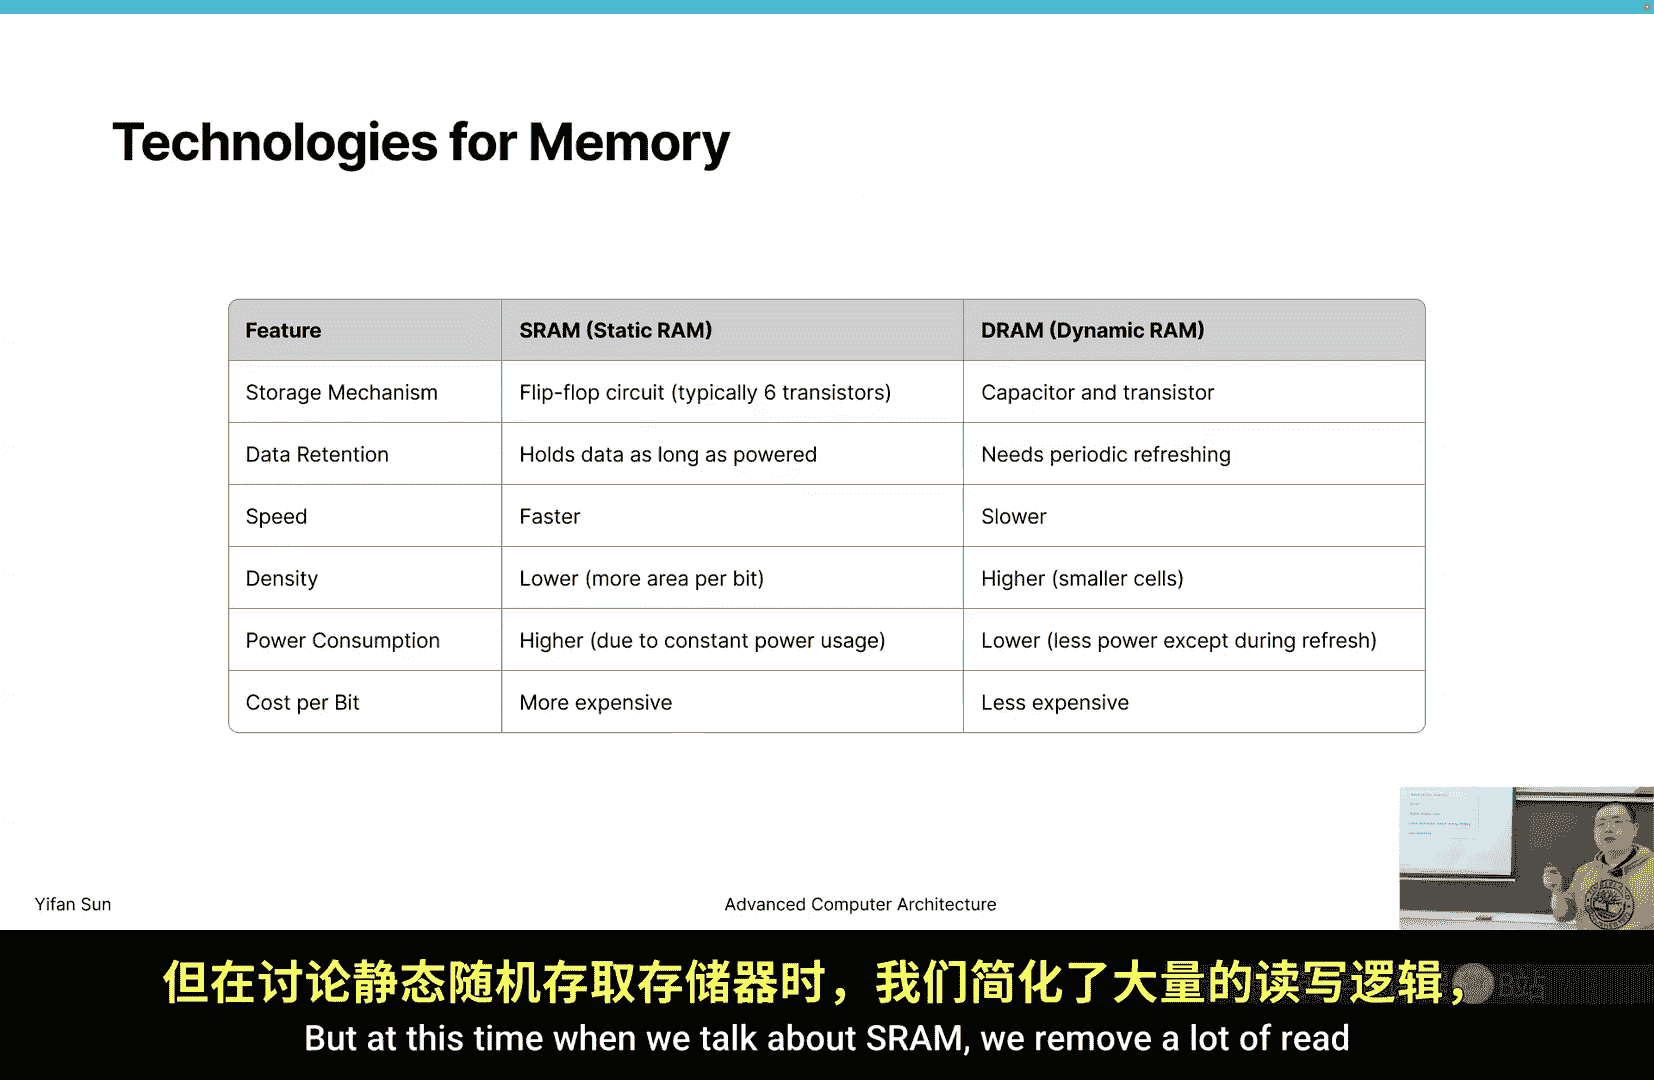 Technologies for Memory
Feature SRAM (Static RAM) DRAM (Dynamic RAM)
Storage Mechanism Flip-flop circuit (typically 6 transistors) Capacitor and transistor
Data Retention Holds data as long as powered Needs periodic refreshing
Speed Faster Slower
Density Lower (more area per bit) Higher (smaller cells)
Power Consumption Higher (due to constant power usage) Lower (less power except during refresh)
Cost per Bit More expensive Less expensive
Yifan Sun Advanced Computer Architecture
但在讨论静态随机存取存储器时，我们简化了大量的读写逻辑，
B站
But at this time when we talk about SRAM, we remove a lot of read